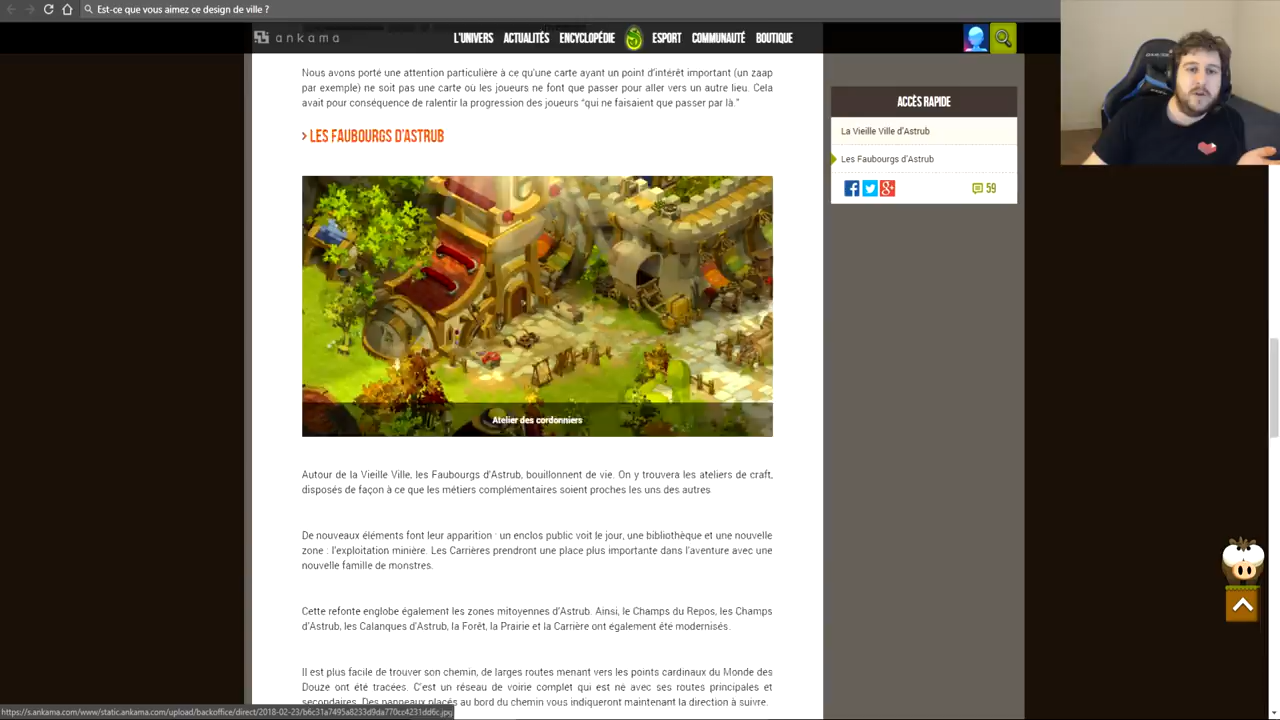 Est-ce que vous aimez ce design de ville ?
ankama
L'UNIVERS ACTUALITÉS ENCYCLOPÉDIE ESPORT COMMUNAUTÉ BOUTIQUE
Nous avons porté une attention particulière à ce qu'une carte ayant un point d'intérêt important (un zaap
par exemple) ne soit pas une carte où les joueurs ne font que passer pour aller vers un autre lieu. Cela
avait pour conséquence de ralentir la progression des joueurs "qui ne faisaient que passer par là."
> LES FAUBOURGS D'ASTRUB
Atelier des cordonniers
Autour de la Vieille Ville, les Faubourgs d'Astrub, bouillonnent de vie. On y trouvera les ateliers de craft,
disposés de façon à ce que les métiers complémentaires soient proches les uns des autres
De nouveaux éléments font leur apparition : un enclos public voit le jour, une bibliothèque et une nouvelle
zone : l'exploitation minière. Les Carrières prendront une place plus importante dans l'aventure avec une
nouvelle famille de monstres.
Cette refonte englobe également les zones mitoyennes d'Astrub. Ainsi, le Champs du Repos, les Champs
d'Astrub, les Calanques d'Astrub, la Forêt, la Prairie et la Carrière ont également été modernisés.
Il est plus facile de trouver son chemin, de larges routes menant vers les points cardinaux du Monde des
Douze ont été tracées. C'est un réseau de voirie complet qui est né avec ses routes principales et
secondaires. Des panneaux placés au bord du chemin vous indiqueront maintenant la direction à suivre.
ACCÈS RAPIDE
La Vieille Ville d'Astrub
Les Faubourgs d'Astrub
59
https://s.ankama.com/www/static.ankama.com/upload/backoffice/direct/2018-02-23/b6c31a7495a8233d9da770cc4231dd6c.jpg